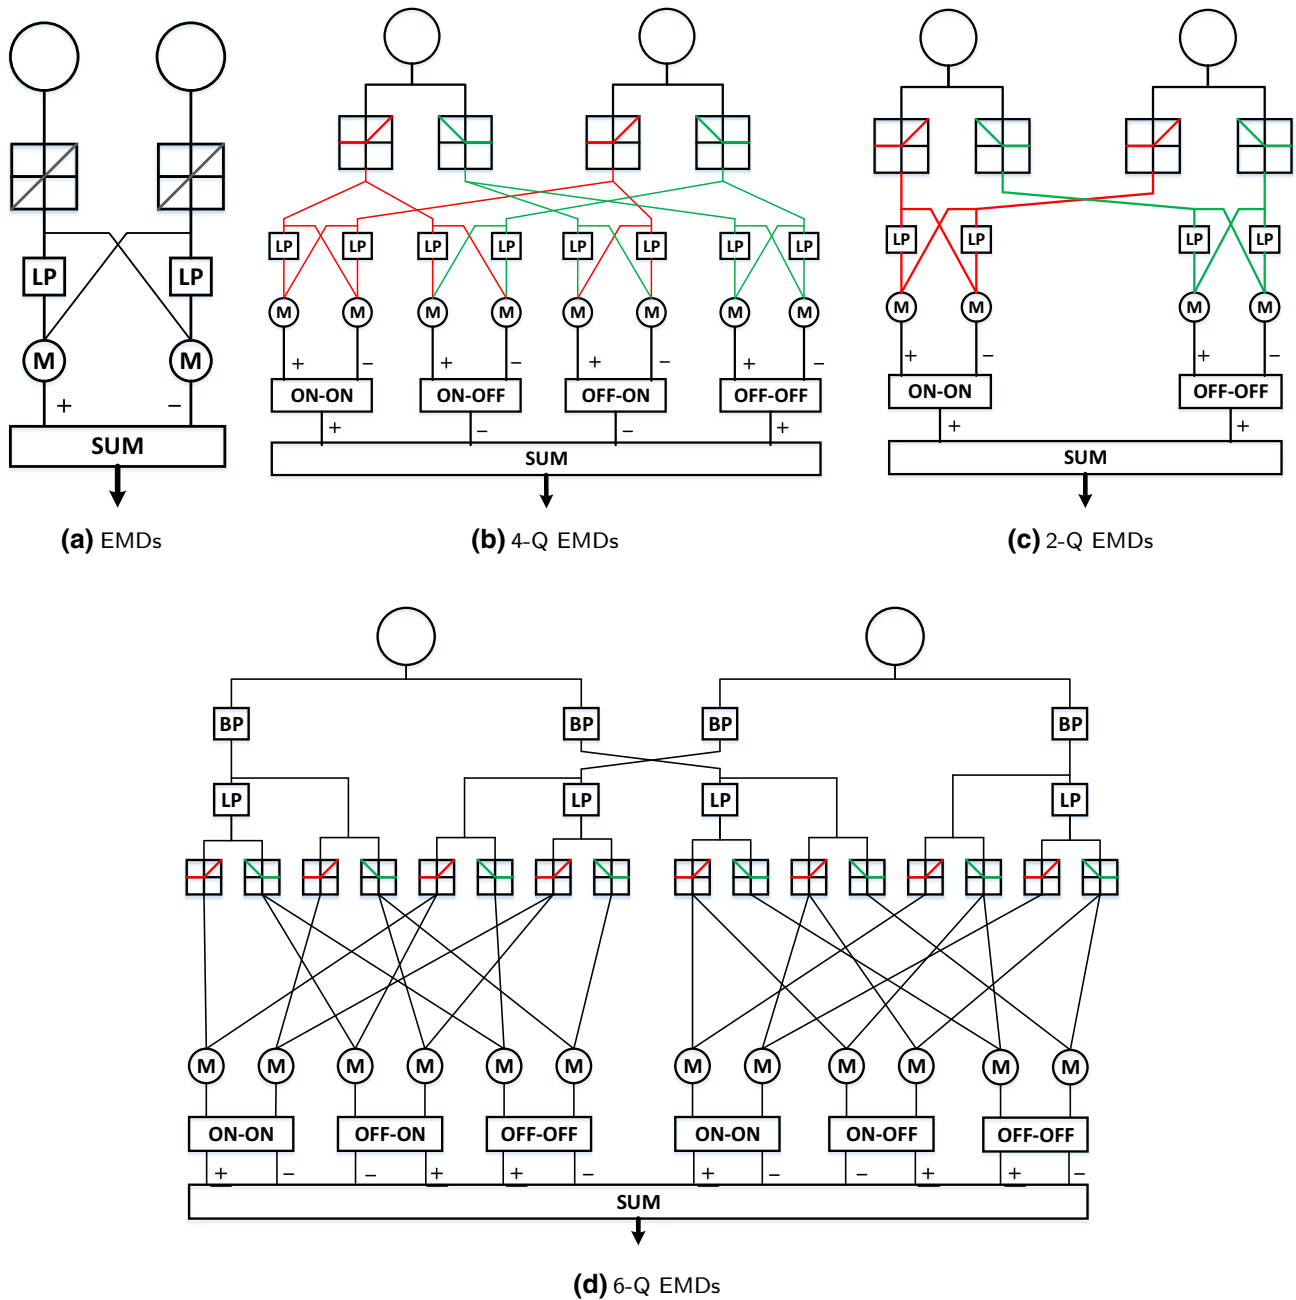 LP LP
M M
+ −
SUM
(a) EMDs
LP LP LP LP LP LP LP LP
M M M M M M M M
+ − + − + − + −
ON-ON ON-OFF OFF-ON OFF-OFF
+ − − +
SUM
(b) 4-Q EMDs
LP LP LP LP
M M M M
+ − + −
ON-ON OFF-OFF
+ +
SUM
(c) 2-Q EMDs
BP BP BP BP
LP LP LP LP
M M M M M M M M M M M M
ON-ON OFF-ON OFF-OFF ON-ON ON-OFF OFF-OFF
+ − − + + − + − − + + −
SUM
(d) 6-Q EMDs